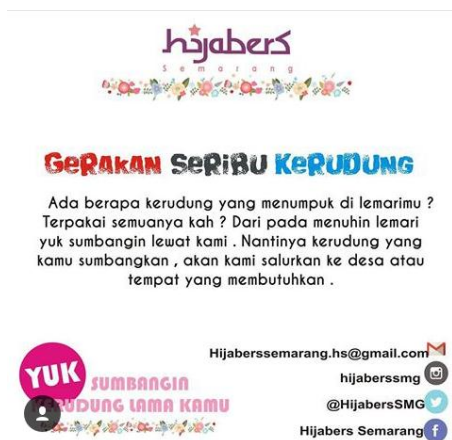 hijabers
Semarang
GERAKAN SERIBU KERUDUNG
Ada berapa kerudung yang menumpuk di lemarimu ?
Terpakai semuanya kah ? Dari pada menuhin lemari
yuk sumbangin lewat kami . Nantinya kerudung yang
kamu sumbangkan , akan kami salurkan ke desa atau
tempat yang membutuhkan .
Hijaberssemarang.hs@gmail.com
hijaberssmg
@HijabersSMG
Hijabers Semarang
YUK
SUMBANGIN
KERUDUNG LAMA KAMU